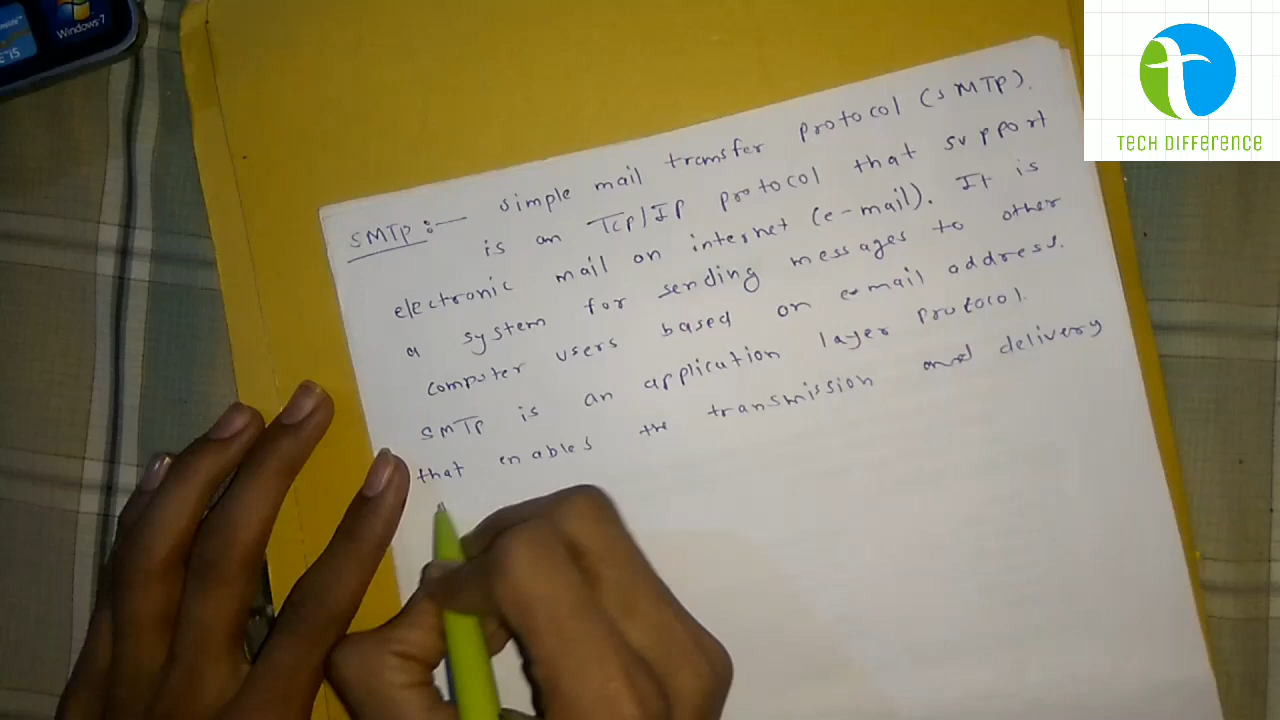 SMTP:— simple mail transfer protocol (SMTP).
is an TCP/IP protocol that support
electronic mail on internet (e-mail). It is
a system for sending messages to other
computer users based on e-mail address.
SMTP is an application layer protocol.
that enables the transmission and delivery
TECH DIFFERENCE
Windows 7